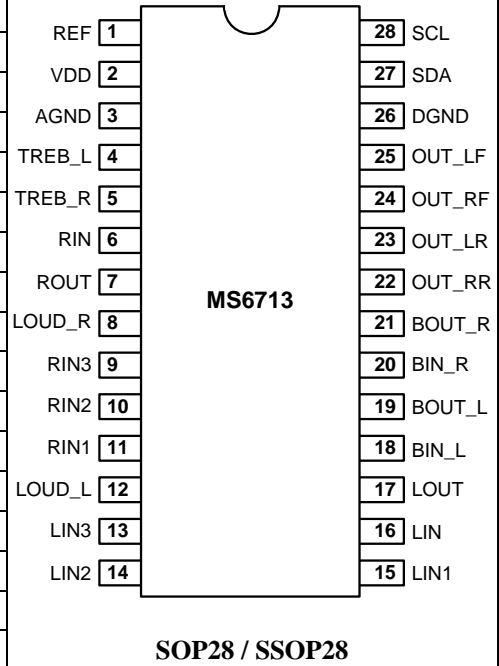 REF 1 28 SCL
VDD 2 27 SDA
AGND 3 26 DGND
TREB_L 4 25 OUT_LF
TREB_R 5 24 OUT_RF
RIN 6 23 OUT_LR
ROUT 7 22 OUT_RR
MS6713
LOUD_R 8 21 BOUT_R
RIN3 9 20 BIN_R
RIN2 10 19 BOUT_L
RIN1 11 18 BIN_L
LOUD_L 12 17 LOUT
LIN3 13 16 LIN
LIN2 14 15 LIN1
SOP28 / SSOP28